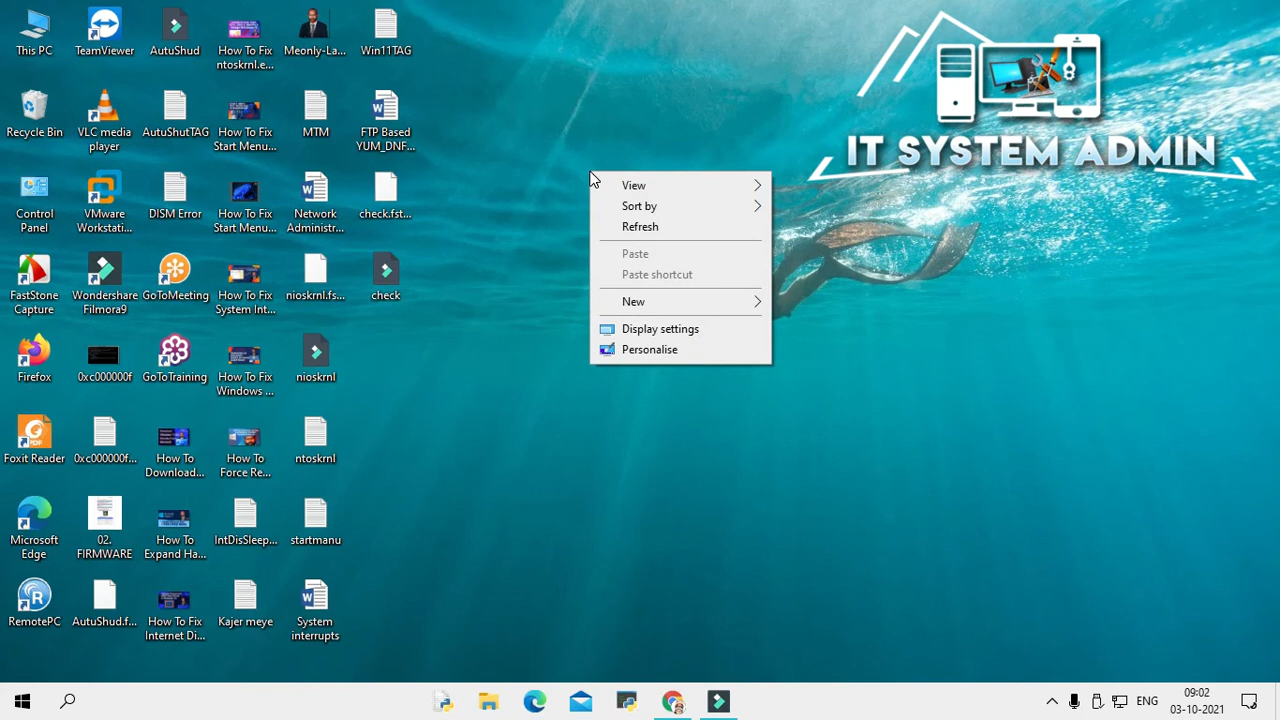 This PC
TeamViewer
AutuShud
How To Fix
ntoskrnl.e...
Meonly-La...
Win11TAG
Recycle Bin
VLC media
player
AutuShutTAG
How To Fix
Start Menu...
MTM
FTP Based
YUM_DNF...
Control
Panel
VMware
Workstati...
DISM Error
How To Fix
Start Menu...
Network
Administr...
check.fst...
FastStone
Capture
Wondershare
Filmora9
GoToMeeting
How To Fix
System Int...
nioskrnl.fs...
check
Firefox
0xc000000f
GoToTraining
How To Fix
Windows ...
nioskrnl
Foxit Reader
0xc000000f...
How To
Download...
How To
Force Re...
ntoskrnl
Microsoft
Edge
02.
FIRMWARE
How To
Expand Ha...
IntDisSleep...
startmanu
RemotePC
AutuShud.f...
How To Fix
Internet Di...
Kajer meye
System
interrupts
View
Sort by
Refresh
Paste
Paste shortcut
New
Display settings
Personalise
IT SYSTEM ADMIN
ENG
09:02
03-10-2021